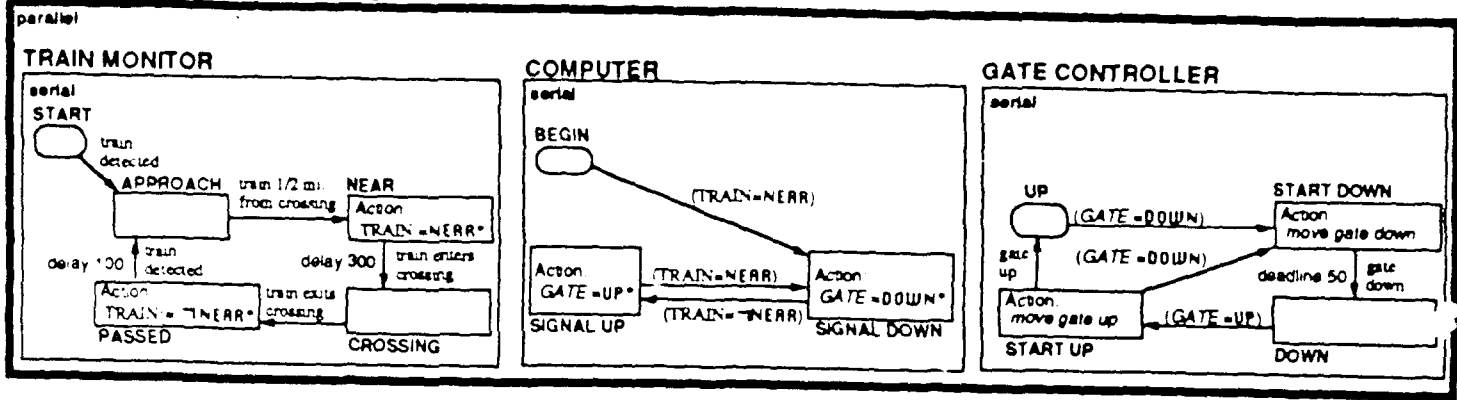 parallel
TRAIN MONITOR
serial
START
train
detected
APPROACH
train 1/2 mi.
from crossing
NEAR
Action
TRAIN=NEAR*
delay 100
train
detected
delay 300
train enters
crossing
Action
TRAIN=¬NEAR*
PASSED
train exits
crossing
CROSSING
COMPUTER
serial
BEGIN
(TRAIN=NEAR)
Action
GATE=UP*
SIGNAL UP
(TRAIN=NEAR)
(TRAIN=¬NEAR)
Action
GATE=DOWN*
SIGNAL DOWN
GATE CONTROLLER
serial
UP
(GATE=DOWN)
START DOWN
Action
move gate down
gate
up
(GATE=DOWN)
deadline 50
gate
down
Action:
move gate up
START UP
(GATE=UP)
DOWN